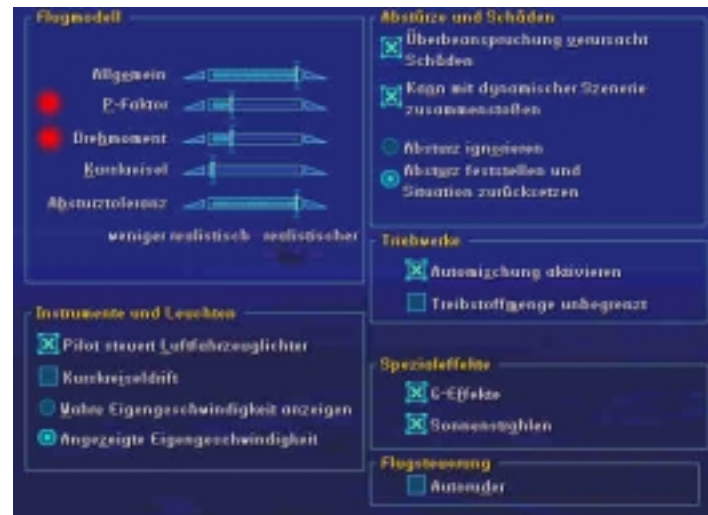 Flugmodell
Allgemein
P-Faktor
Drehmoment
Kurskreisel
Absturztoleranz
weniger realistisch realistischer
Instrumente und Leuchten
Pilot steuert Luftfahrzeuglichter
Kurskreiseldrift
Wahre Eigengeschwindigkeit anzeigen
Angezeigte Eigengeschwindigkeit
Abstürze und Schäden
Überbeanspruchung verursacht
Schäden
Kann mit dynamischer Szenerie
zusammenstoßen
Absturz ignorieren
Absturz feststellen und
Situation zurücksetzen
Triebwerke
Automischung aktivieren
Treibstoffmenge unbegrenzt
Spezialeffekte
G-Effekte
Sonnenstrahlen
Flugsteuerung
Autoruder